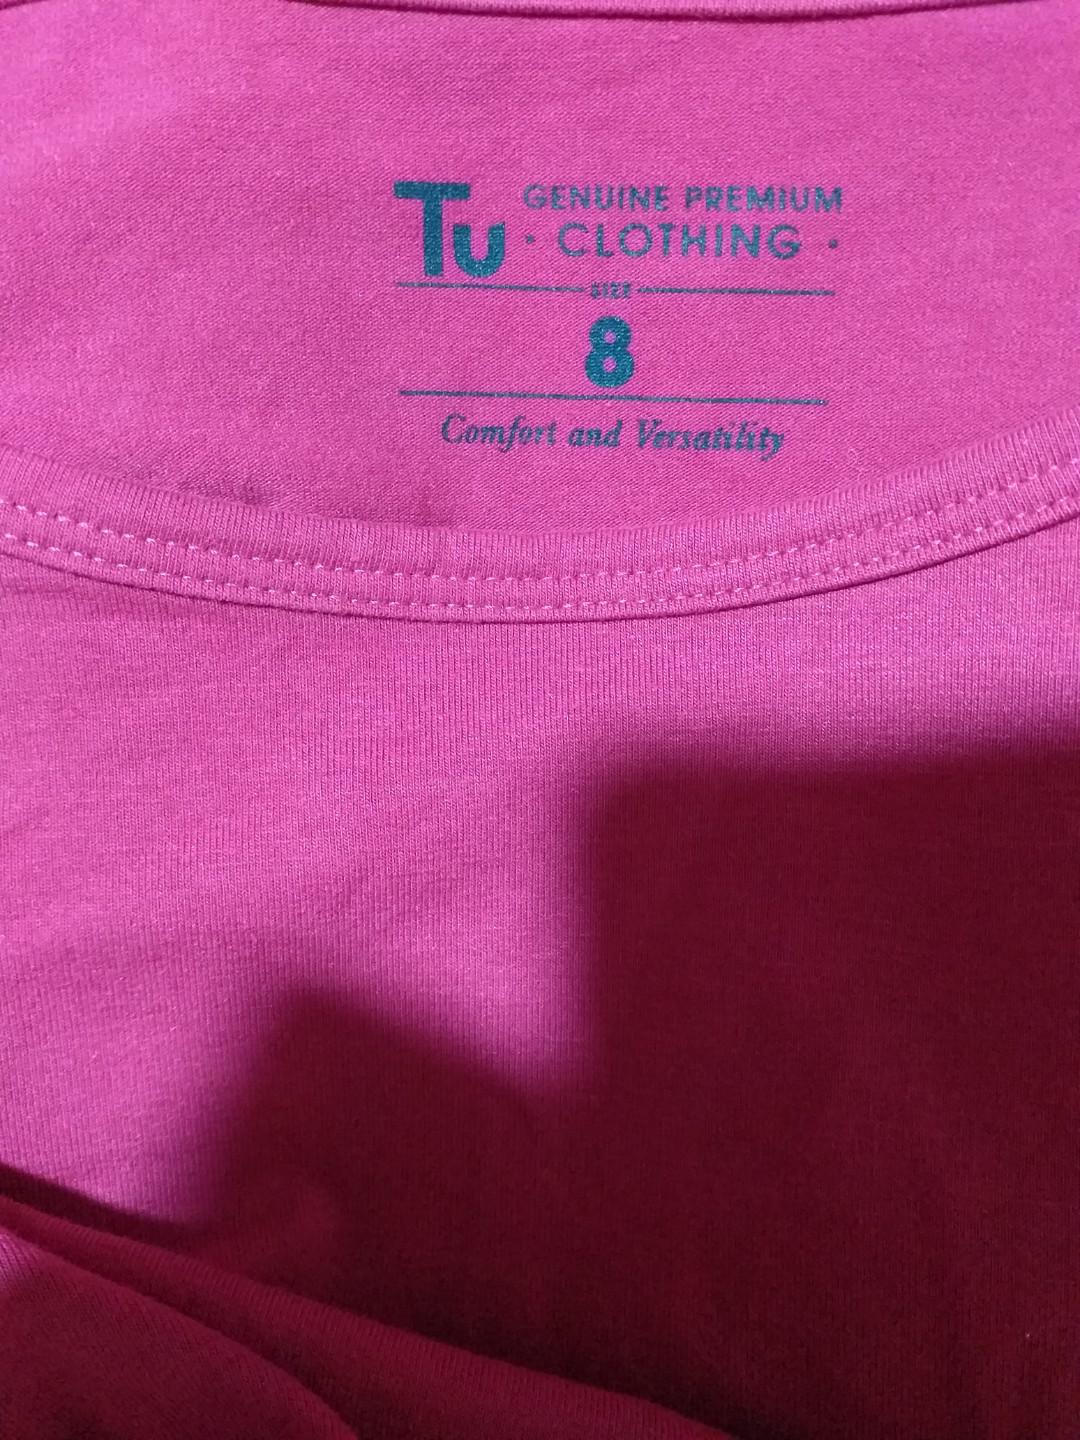 Tu GENUINE PREMIUM
· CLOTHING ·
SIZE
8
Comfort and Versatility